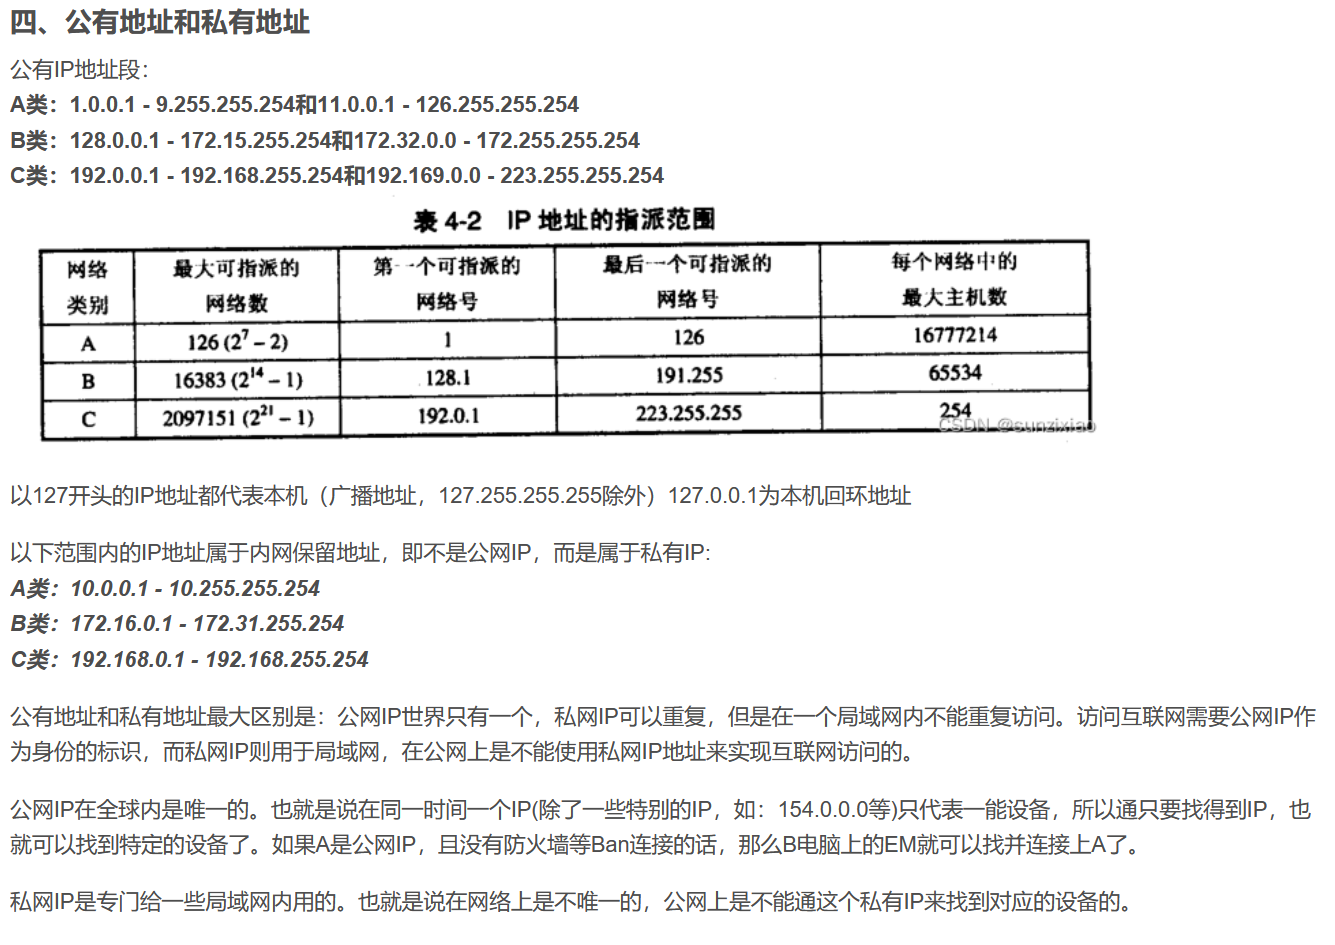 四、公有地址和私有地址
公有IP地址段：
A类：1.0.0.1 - 9.255.255.254和11.0.0.1 - 126.255.255.254
B类：128.0.0.1 - 172.15.255.254和172.32.0.0 - 172.255.255.254
C类：192.0.0.1 - 192.168.255.254和192.169.0.0 - 223.255.255.254
表 4-2 IP 地址的指派范围
网络类别 最大可指派的网络数 第一个可指派的网络号 最后一个可指派的网络号 每个网络中的最大主机数
A 126 (2⁷ – 2) 1 126 16777214
B 16383 (2¹⁴ – 1) 128.1 191.255 65534
C 2097151 (2²¹ – 1) 192.0.1 223.255.255 254
CSDN @sunzixiao
以127开头的IP地址都代表本机（广播地址，127.255.255.255除外）127.0.0.1为本机回环地址
以下范围内的IP地址属于内网保留地址，即不是公网IP，而是属于私有IP:
A类：10.0.0.1 - 10.255.255.254
B类：172.16.0.1 - 172.31.255.254
C类：192.168.0.1 - 192.168.255.254
公有地址和私有地址最大区别是：公网IP世界只有一个，私网IP可以重复，但是在一个局域网内不能重复访问。访问互联网需要公网IP作
为身份的标识，而私网IP则用于局域网，在公网上是不能使用私网IP地址来实现互联网访问的。
公网IP在全球内是唯一的。也就是说在同一时间一个IP(除了一些特别的IP，如：154.0.0.0等)只代表一能设备，所以通只要找得到IP，也
就可以找到特定的设备了。如果A是公网IP，且没有防火墙等Ban连接的话，那么B电脑上的EM就可以找并连接上A了。
私网IP是专门给一些局域网内用的。也就是说在网络上是不唯一的，公网上是不能通这个私有IP来找到对应的设备的。